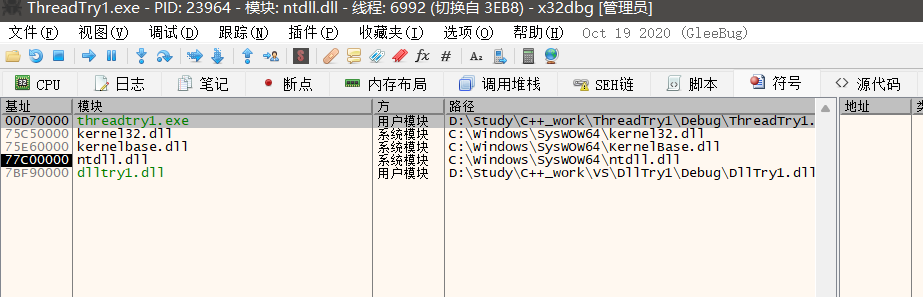 ThreadTry1.exe - PID: 23964 - 模块: ntdll.dll - 线程: 6992 (切换自 3EB8) - x32dbg [管理员]
文件(F) 视图(V) 调试(D) 跟踪(N) 插件(P) 收藏夹(I) 选项(O) 帮助(H) Oct 19 2020 (GleeBug)
CPU 日志 笔记 断点 内存布局 调用堆栈 SEH链 脚本 符号 源代码
基址 模块 方 路径 地址 类
00D70000 threadtry1.exe 用户模块 D:\Study\C++_work\ThreadTry1\Debug\ThreadTry1.
75C50000 kernel32.dll 系统模块 C:\Windows\SysWOW64\kernel32.dll
75E60000 kernelbase.dll 系统模块 C:\Windows\SysWOW64\KernelBase.dll
77C00000 ntdll.dll 系统模块 C:\Windows\SysWOW64\ntdll.dll
7BF90000 dlltry1.dll 用户模块 D:\Study\C++_work\VS\DllTry1\Debug\DllTry1.dll